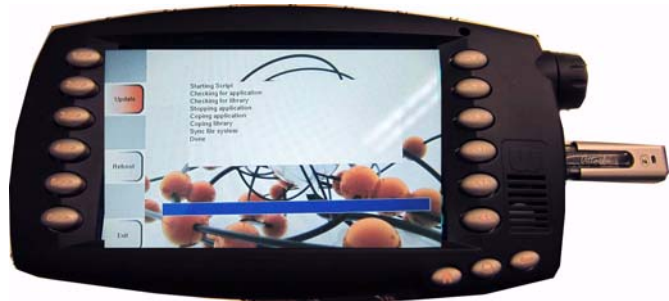 Update
Reboot
Exit
Starting Script
Checking for application
Checking for library
Stopping application
Coping application
Coping library
Sync file system
Done